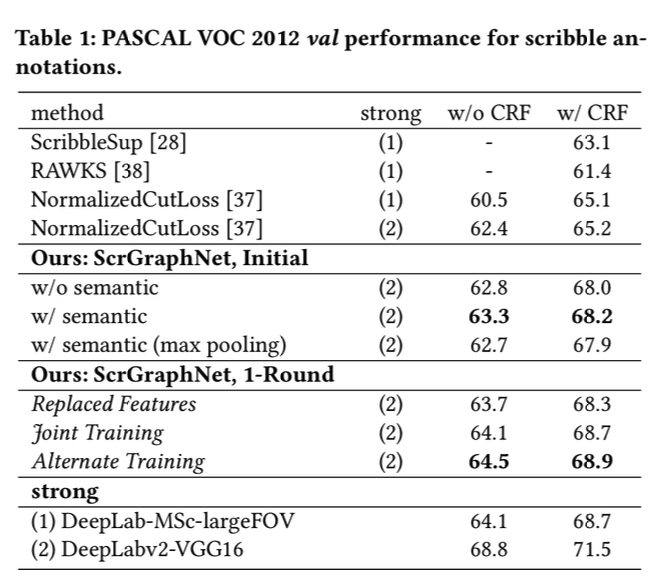 Table 1: PASCAL VOC 2012 val performance for scribble an-
notations.
method strong w/o CRF w/ CRF
ScribbleSup [28] (1) - 63.1
RAWKS [38] (1) - 61.4
NormalizedCutLoss [37] (1) 60.5 65.1
NormalizedCutLoss [37] (2) 62.4 65.2
Ours: ScrGraphNet, Initial
w/o semantic (2) 62.8 68.0
w/ semantic (2) 63.3 68.2
w/ semantic (max pooling) (2) 62.7 67.9
Ours: ScrGraphNet, 1-Round
Replaced Features (2) 63.7 68.3
Joint Training (2) 64.1 68.7
Alternate Training (2) 64.5 68.9
strong
(1) DeepLab-MSc-largeFOV 64.1 68.7
(2) DeepLabv2-VGG16 68.8 71.5